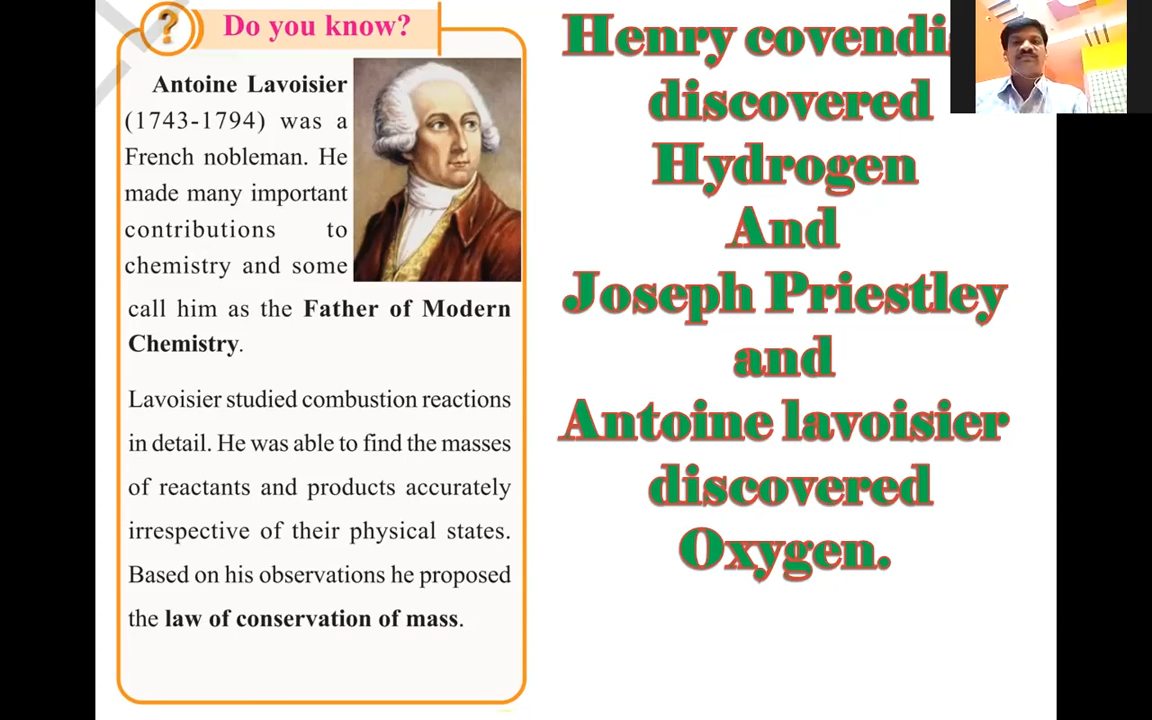 Do you know?
Antoine Lavoisier
(1743-1794) was a
French nobleman. He
made many important
contributions to
chemistry and some
call him as the Father of Modern
Chemistry.
Lavoisier studied combustion reactions
in detail. He was able to find the masses
of reactants and products accurately
irrespective of their physical states.
Based on his observations he proposed
the law of conservation of mass.
Henry
discovered
Hydrogen
And
Joseph Priestley
and
Antoine lavoisier
discovered
Oxygen.